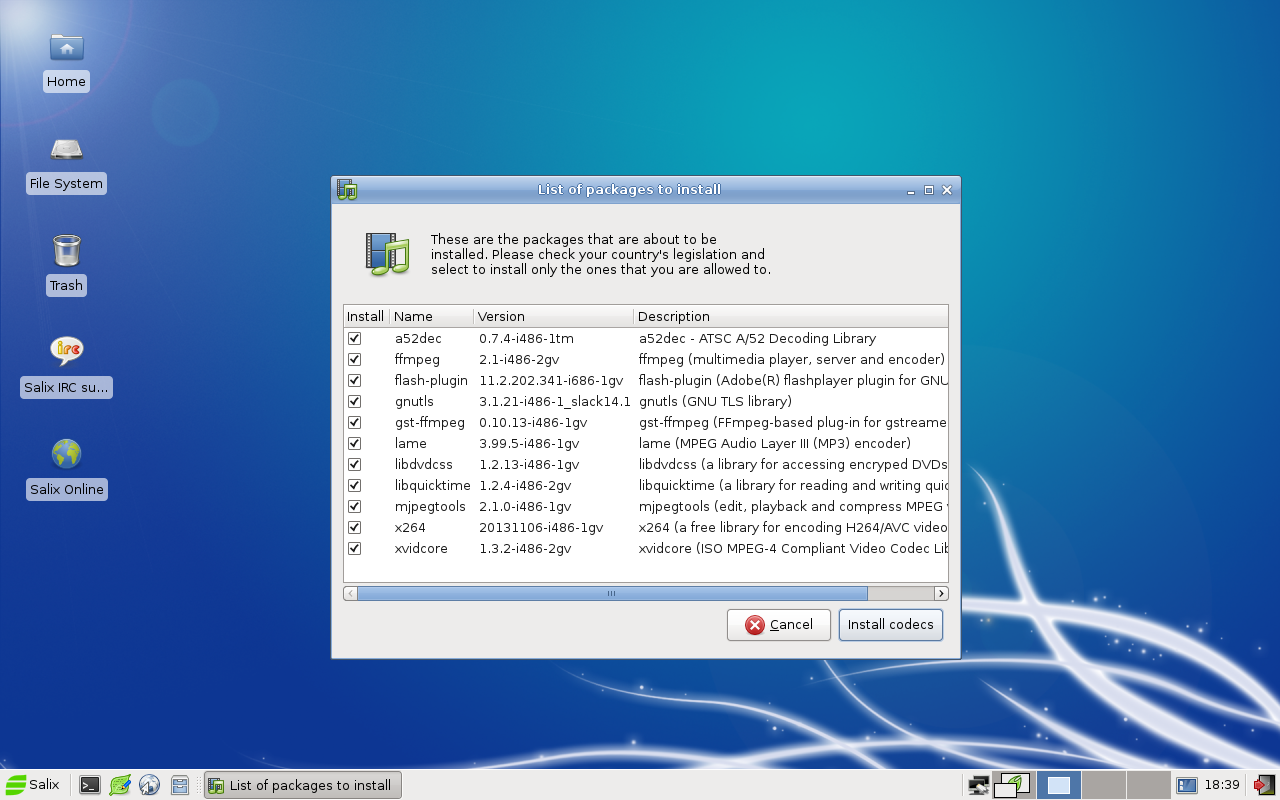 Home
File System
Trash
irc
Salix IRC su...
Salix Online
List of packages to install
These are the packages that are about to be
installed. Please check your country's legislation and
select to install only the ones that you are allowed to.
Install Name Version Description
a52dec 0.7.4-i486-1tm a52dec - ATSC A/52 Decoding Library
ffmpeg 2.1-i486-2gv ffmpeg (multimedia player, server and encoder)
flash-plugin 11.2.202.341-i686-1gv flash-plugin (Adobe(R) flashplayer plugin for GNU
gnutls 3.1.21-i486-1_slack14.1 gnutls (GNU TLS library)
gst-ffmpeg 0.10.13-i486-1gv gst-ffmpeg (FFmpeg-based plug-in for gstreame
lame 3.99.5-i486-1gv lame (MPEG Audio Layer III (MP3) encoder)
libdvdcss 1.2.13-i486-1gv libdvdcss (a library for accessing encryped DVDs
libquicktime 1.2.4-i486-2gv libquicktime (a library for reading and writing quic
mjpegtools 2.1.0-i486-1gv mjpegtools (edit, playback and compress MPEG
x264 20131106-i486-1gv x264 (a free library for encoding H264/AVC video
xvidcore 1.3.2-i486-2gv xvidcore (ISO MPEG-4 Compliant Video Codec Lib
Cancel
Install codecs
Salix
List of packages to install
18:39